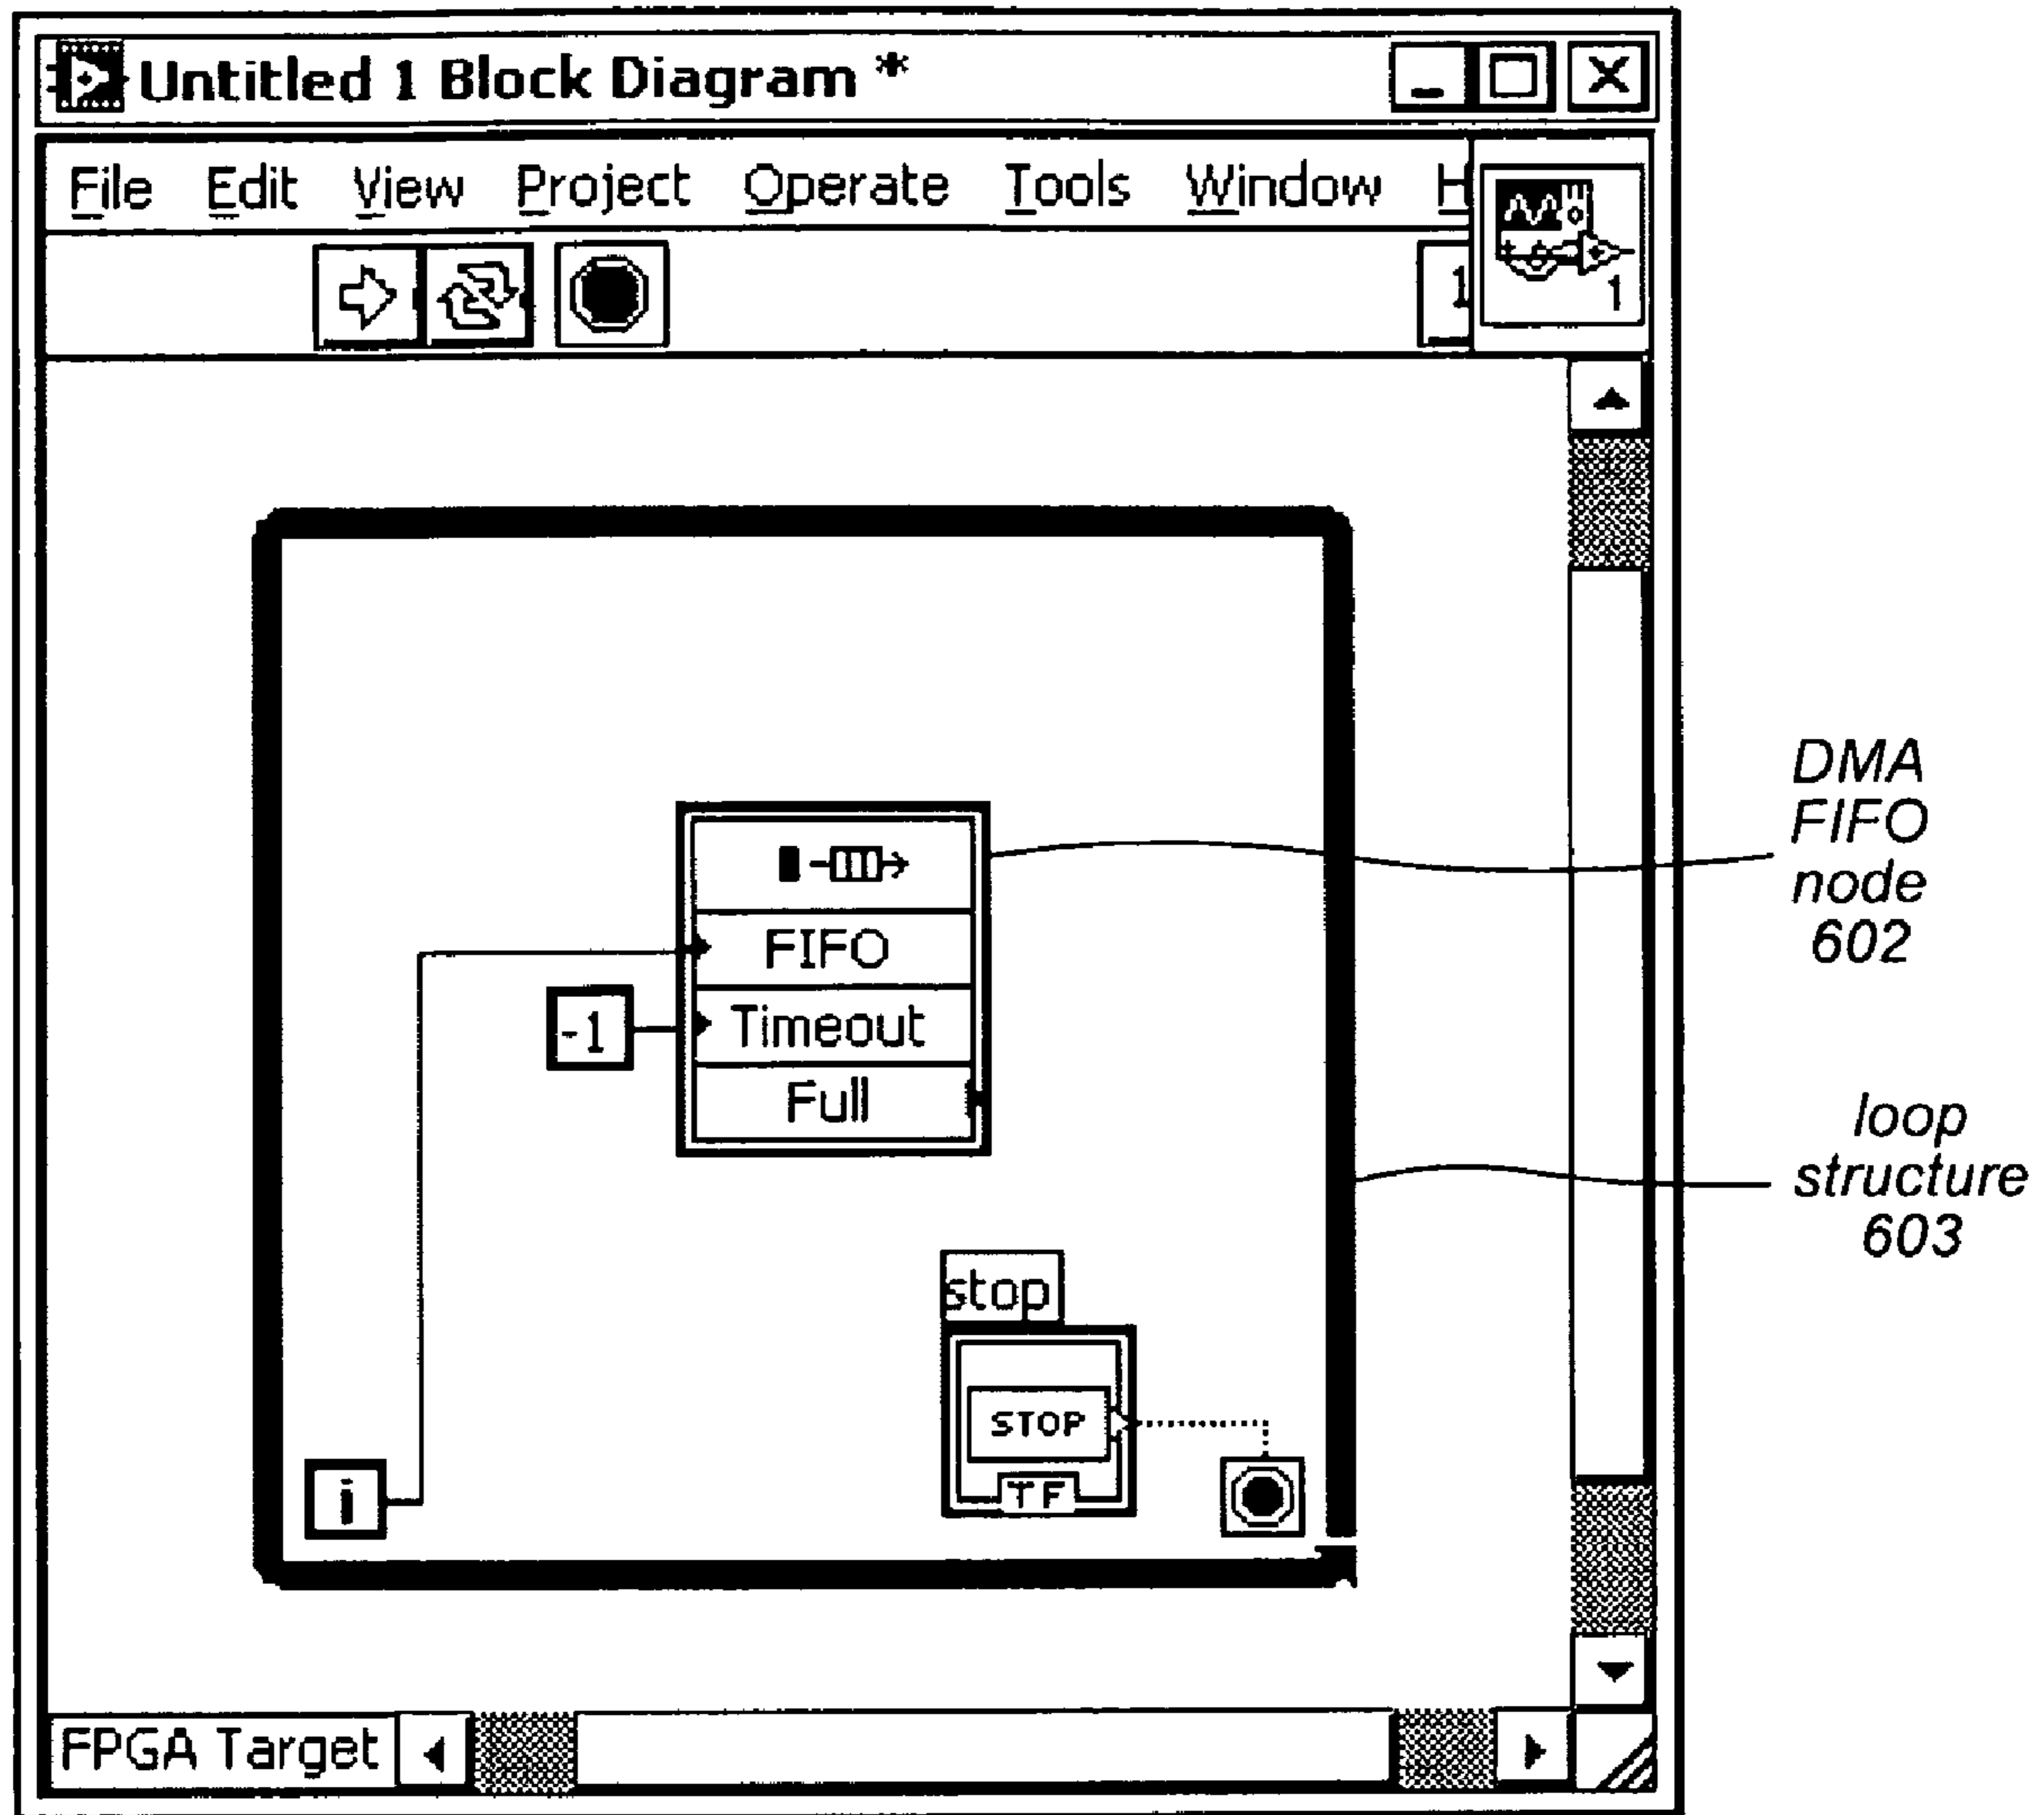 Untitled 1 Block Diagram *
File Edit View Project Operate Tools Window H
1
1
DMA
FIFO
node
602
FIFO
-1
Timeout
Full
loop
structure
603
stop
STOP
TF
i
FPGA Target